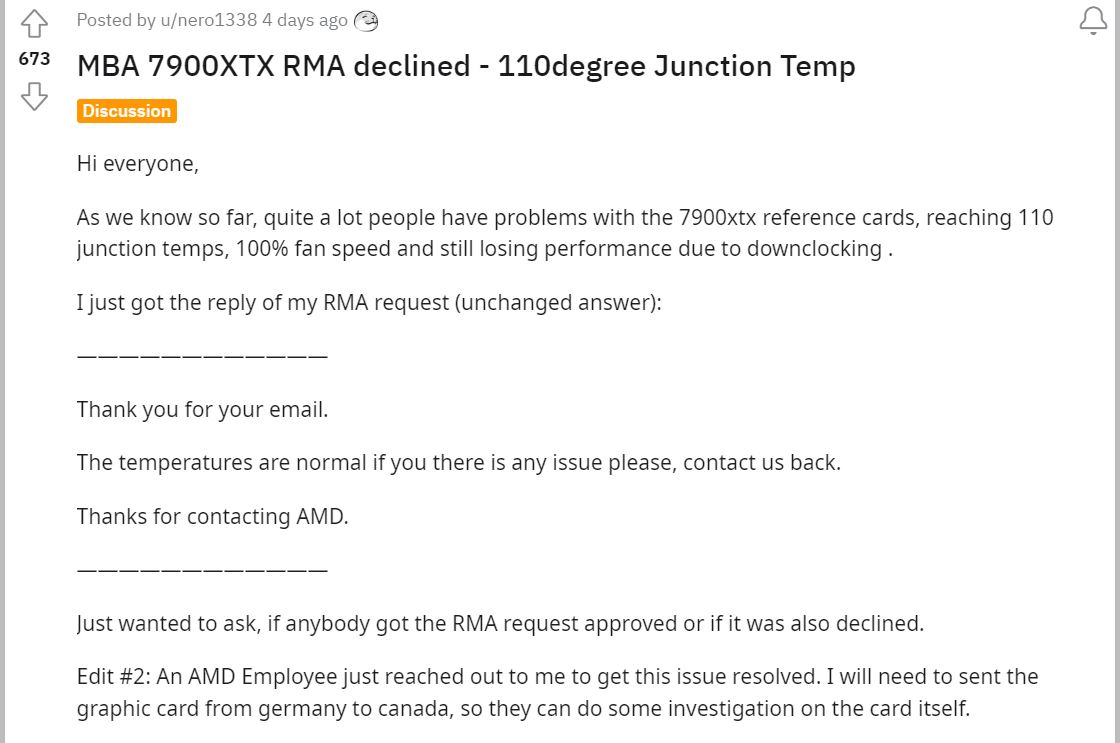 Posted by u/nero1338 4 days ago
673
MBA 7900XTX RMA declined - 110degree Junction Temp
Discussion
Hi everyone,
As we know so far, quite a lot people have problems with the 7900xtx reference cards, reaching 110
junction temps, 100% fan speed and still losing performance due to downclocking .
I just got the reply of my RMA request (unchanged answer):
————————————
Thank you for your email.
The temperatures are normal if you there is any issue please, contact us back.
Thanks for contacting AMD.
————————————
Just wanted to ask, if anybody got the RMA request approved or if it was also declined.
Edit #2: An AMD Employee just reached out to me to get this issue resolved. I will need to sent the
graphic card from germany to canada, so they can do some investigation on the card itself.